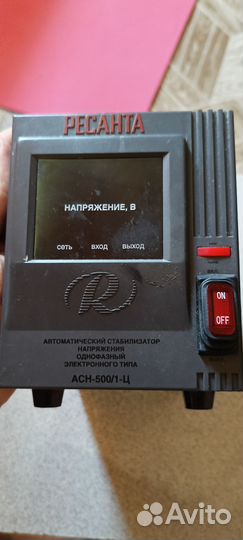 РЕСАНТА
НАПРЯЖЕНИЕ, В
СЕТЬ ВХОД ВЫХОД
R
ON
OFF
АВТОМАТИЧЕСКИЙ СТАБИЛИЗАТОР
НАПРЯЖЕНИЯ
ОДНОФАЗНЫЙ
ЭЛЕКТРОННОГО ТИПА
АСН-500/1-Ц
Avito